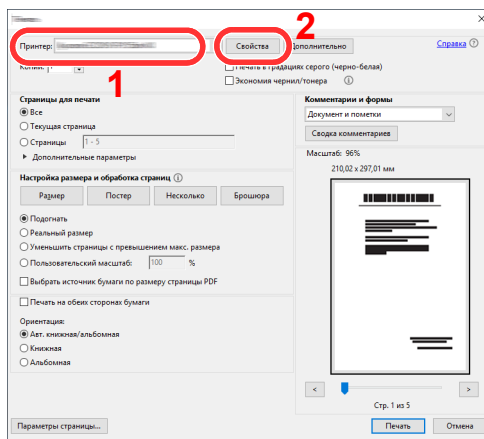 2
Принтер: Свойства Дополнительно Справка
Копии: 1 Печать в градациях серого (черно-белая)
1 Экономия чернил/тонера
Страницы для печати
Все
Текущая страница
Страницы 1 - 5
Дополнительные параметры
Настройка размера и обработка страниц
Размер Постер Несколько Брошюра
Подогнать
Реальный размер
Уменьшить страницы с превышением макс. размера
Пользовательский масштаб: 100 %
Выбрать источник бумаги по размеру страницы PDF
Печать на обеих сторонах бумаги
Ориентация:
Авт. книжная/альбомная
Книжная
Альбомная
Комментарии и формы
Документ и пометки
Сводка комментариев
Масштаб: 96%
210,02 x 297,01 мм
< >
Стр. 1 из 5
Параметры страницы... Печать Отмена